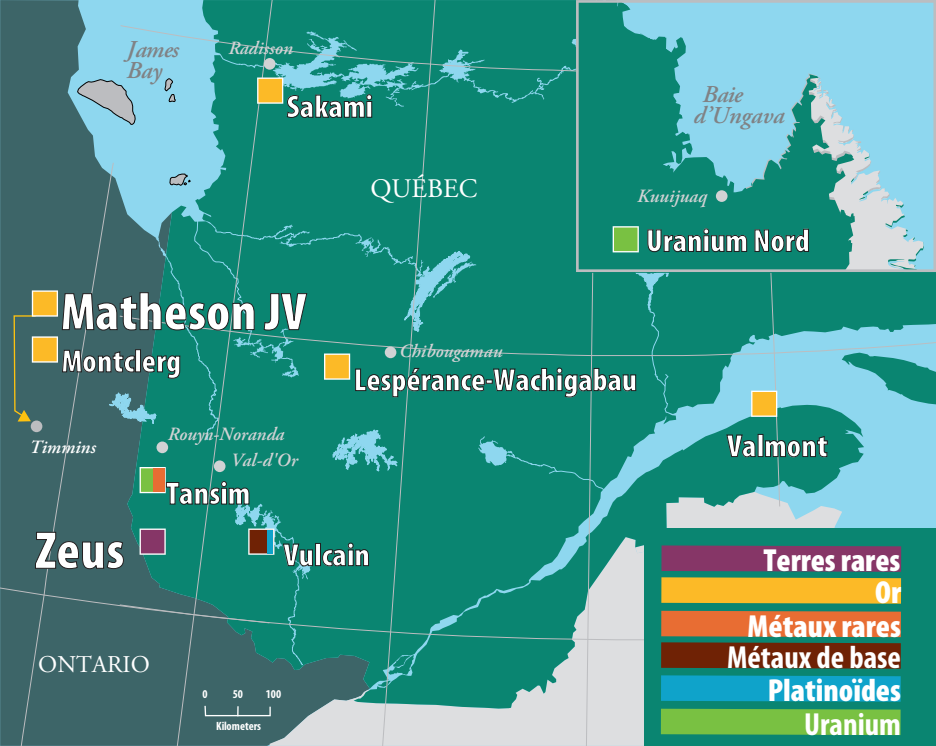 James
Bay
Radisson
Sakami
QUÉBEC
Baie
d'Ungava
Kuuijuaq
Uranium Nord
Matheson JV
Montclerg
Chibougamau
Lespérance-Wachigabau
Timmins
Rouyn-Noranda
Val-d'Or
Valmont
Tansim
Zeus
Vulcain
ONTARIO
0 50 100
Kilometers
Terres rares
Or
Métaux rares
Métaux de base
Platinoïdes
Uranium